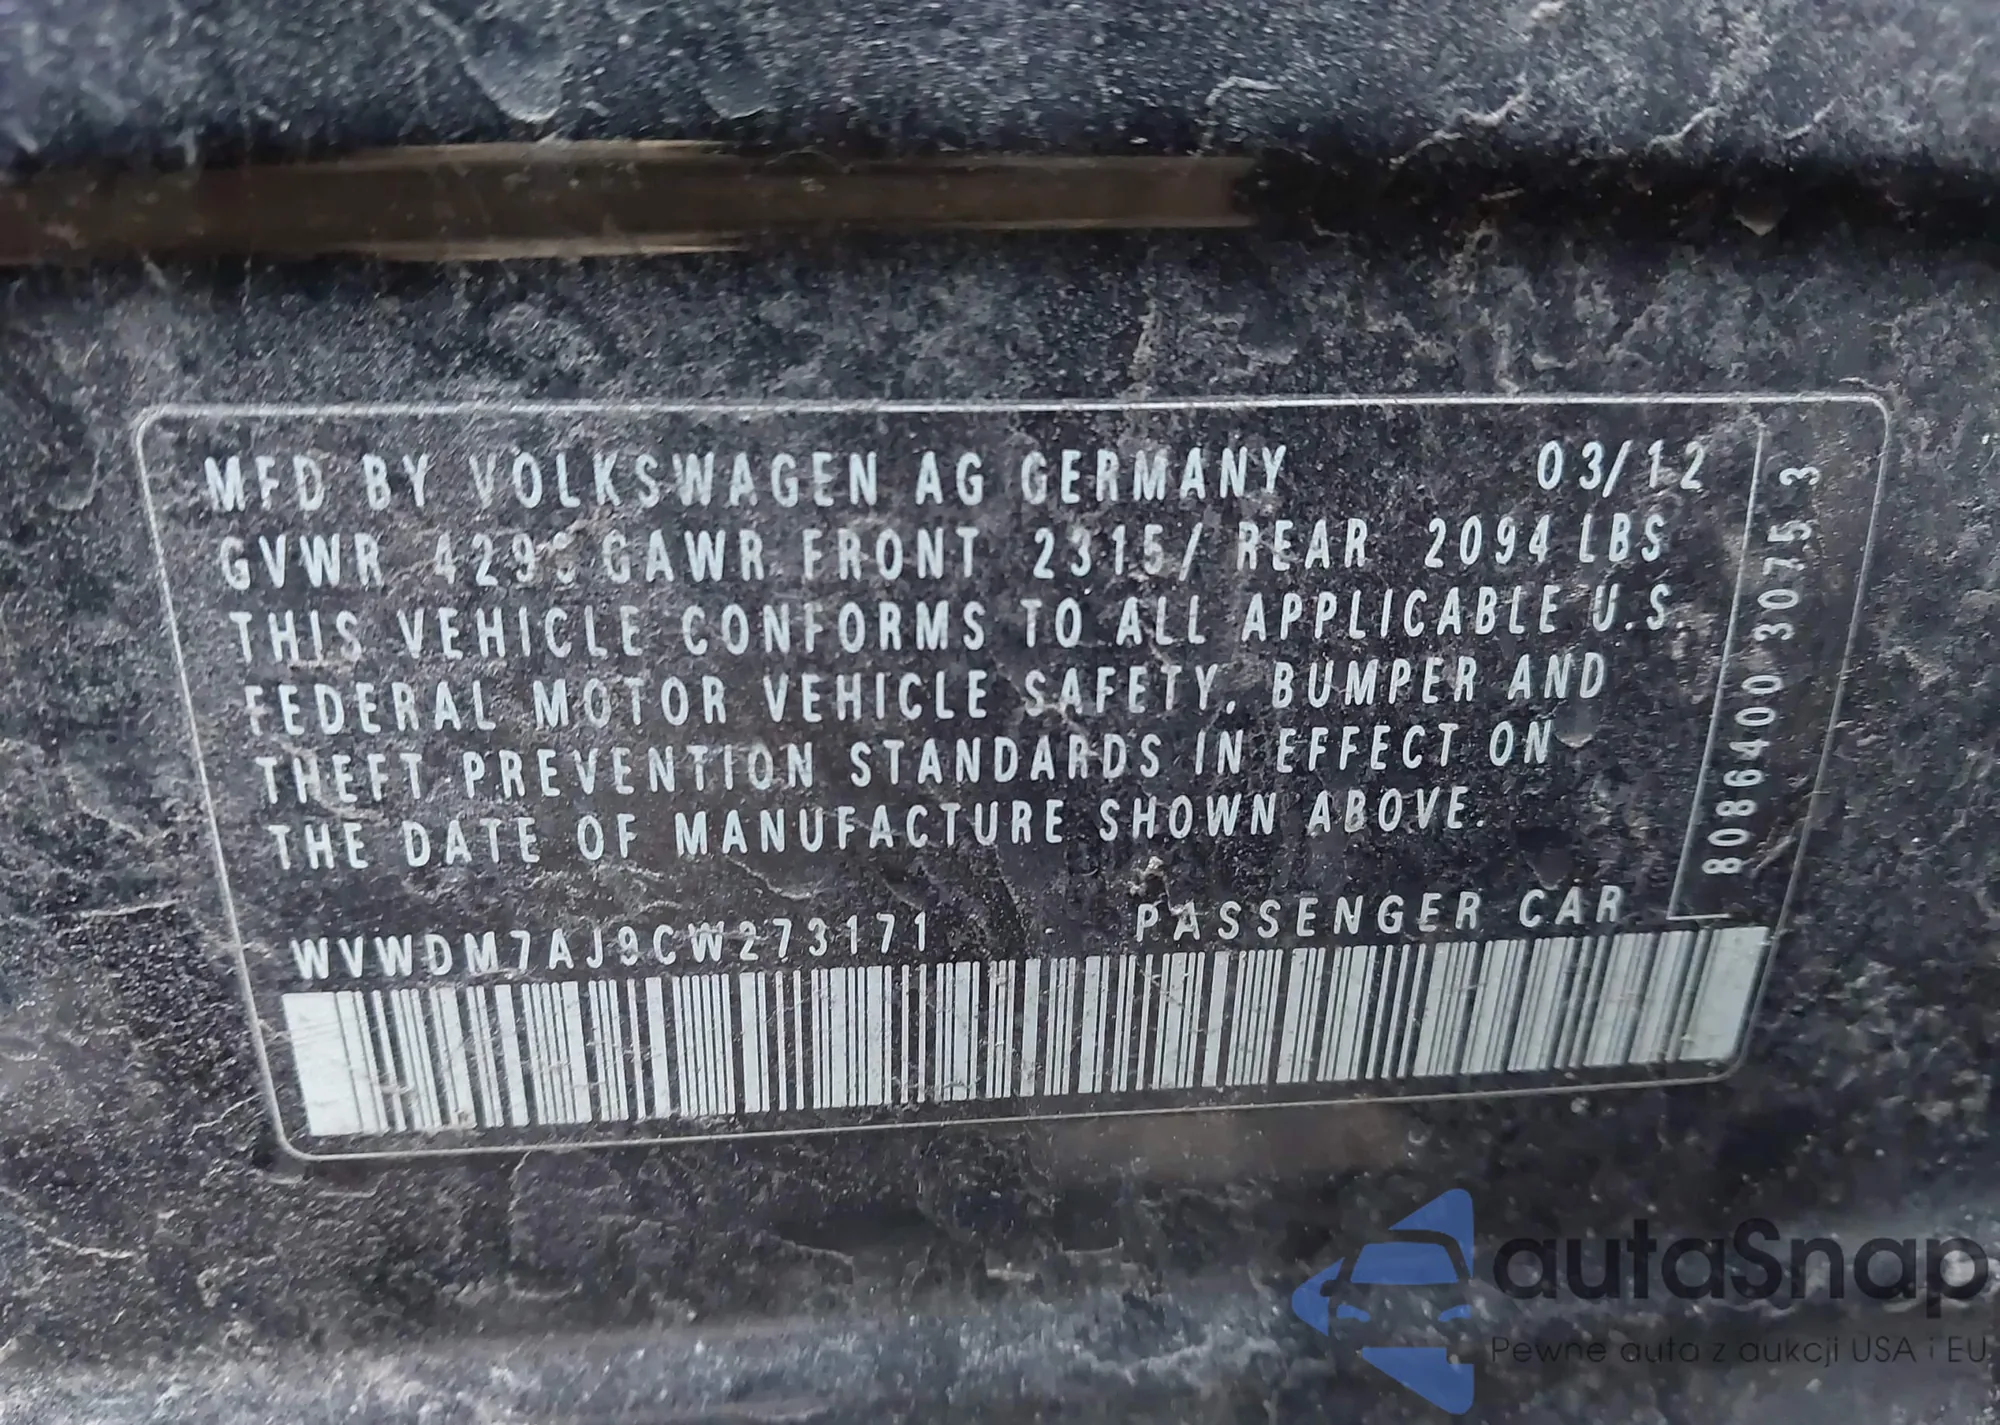 MFD BY VOLKSWAGEN AG GERMANY 03/12
GVWR GAWR FRONT 2315/ REAR 2094 LBS
THIS VEHICLE CONFORMS TO ALL APPLICABLE U.S.
FEDERAL MOTOR VEHICLE SAFETY, BUMPER AND
THEFT PREVENTION STANDARDS IN EFFECT ON
THE DATE OF MANUFACTURE SHOWN ABOVE.
WVWDM7AJ9CW273171 PASSENGER CAR
8086400 3075 3
autaSnap
Pewne auta z aukcji USA i EU